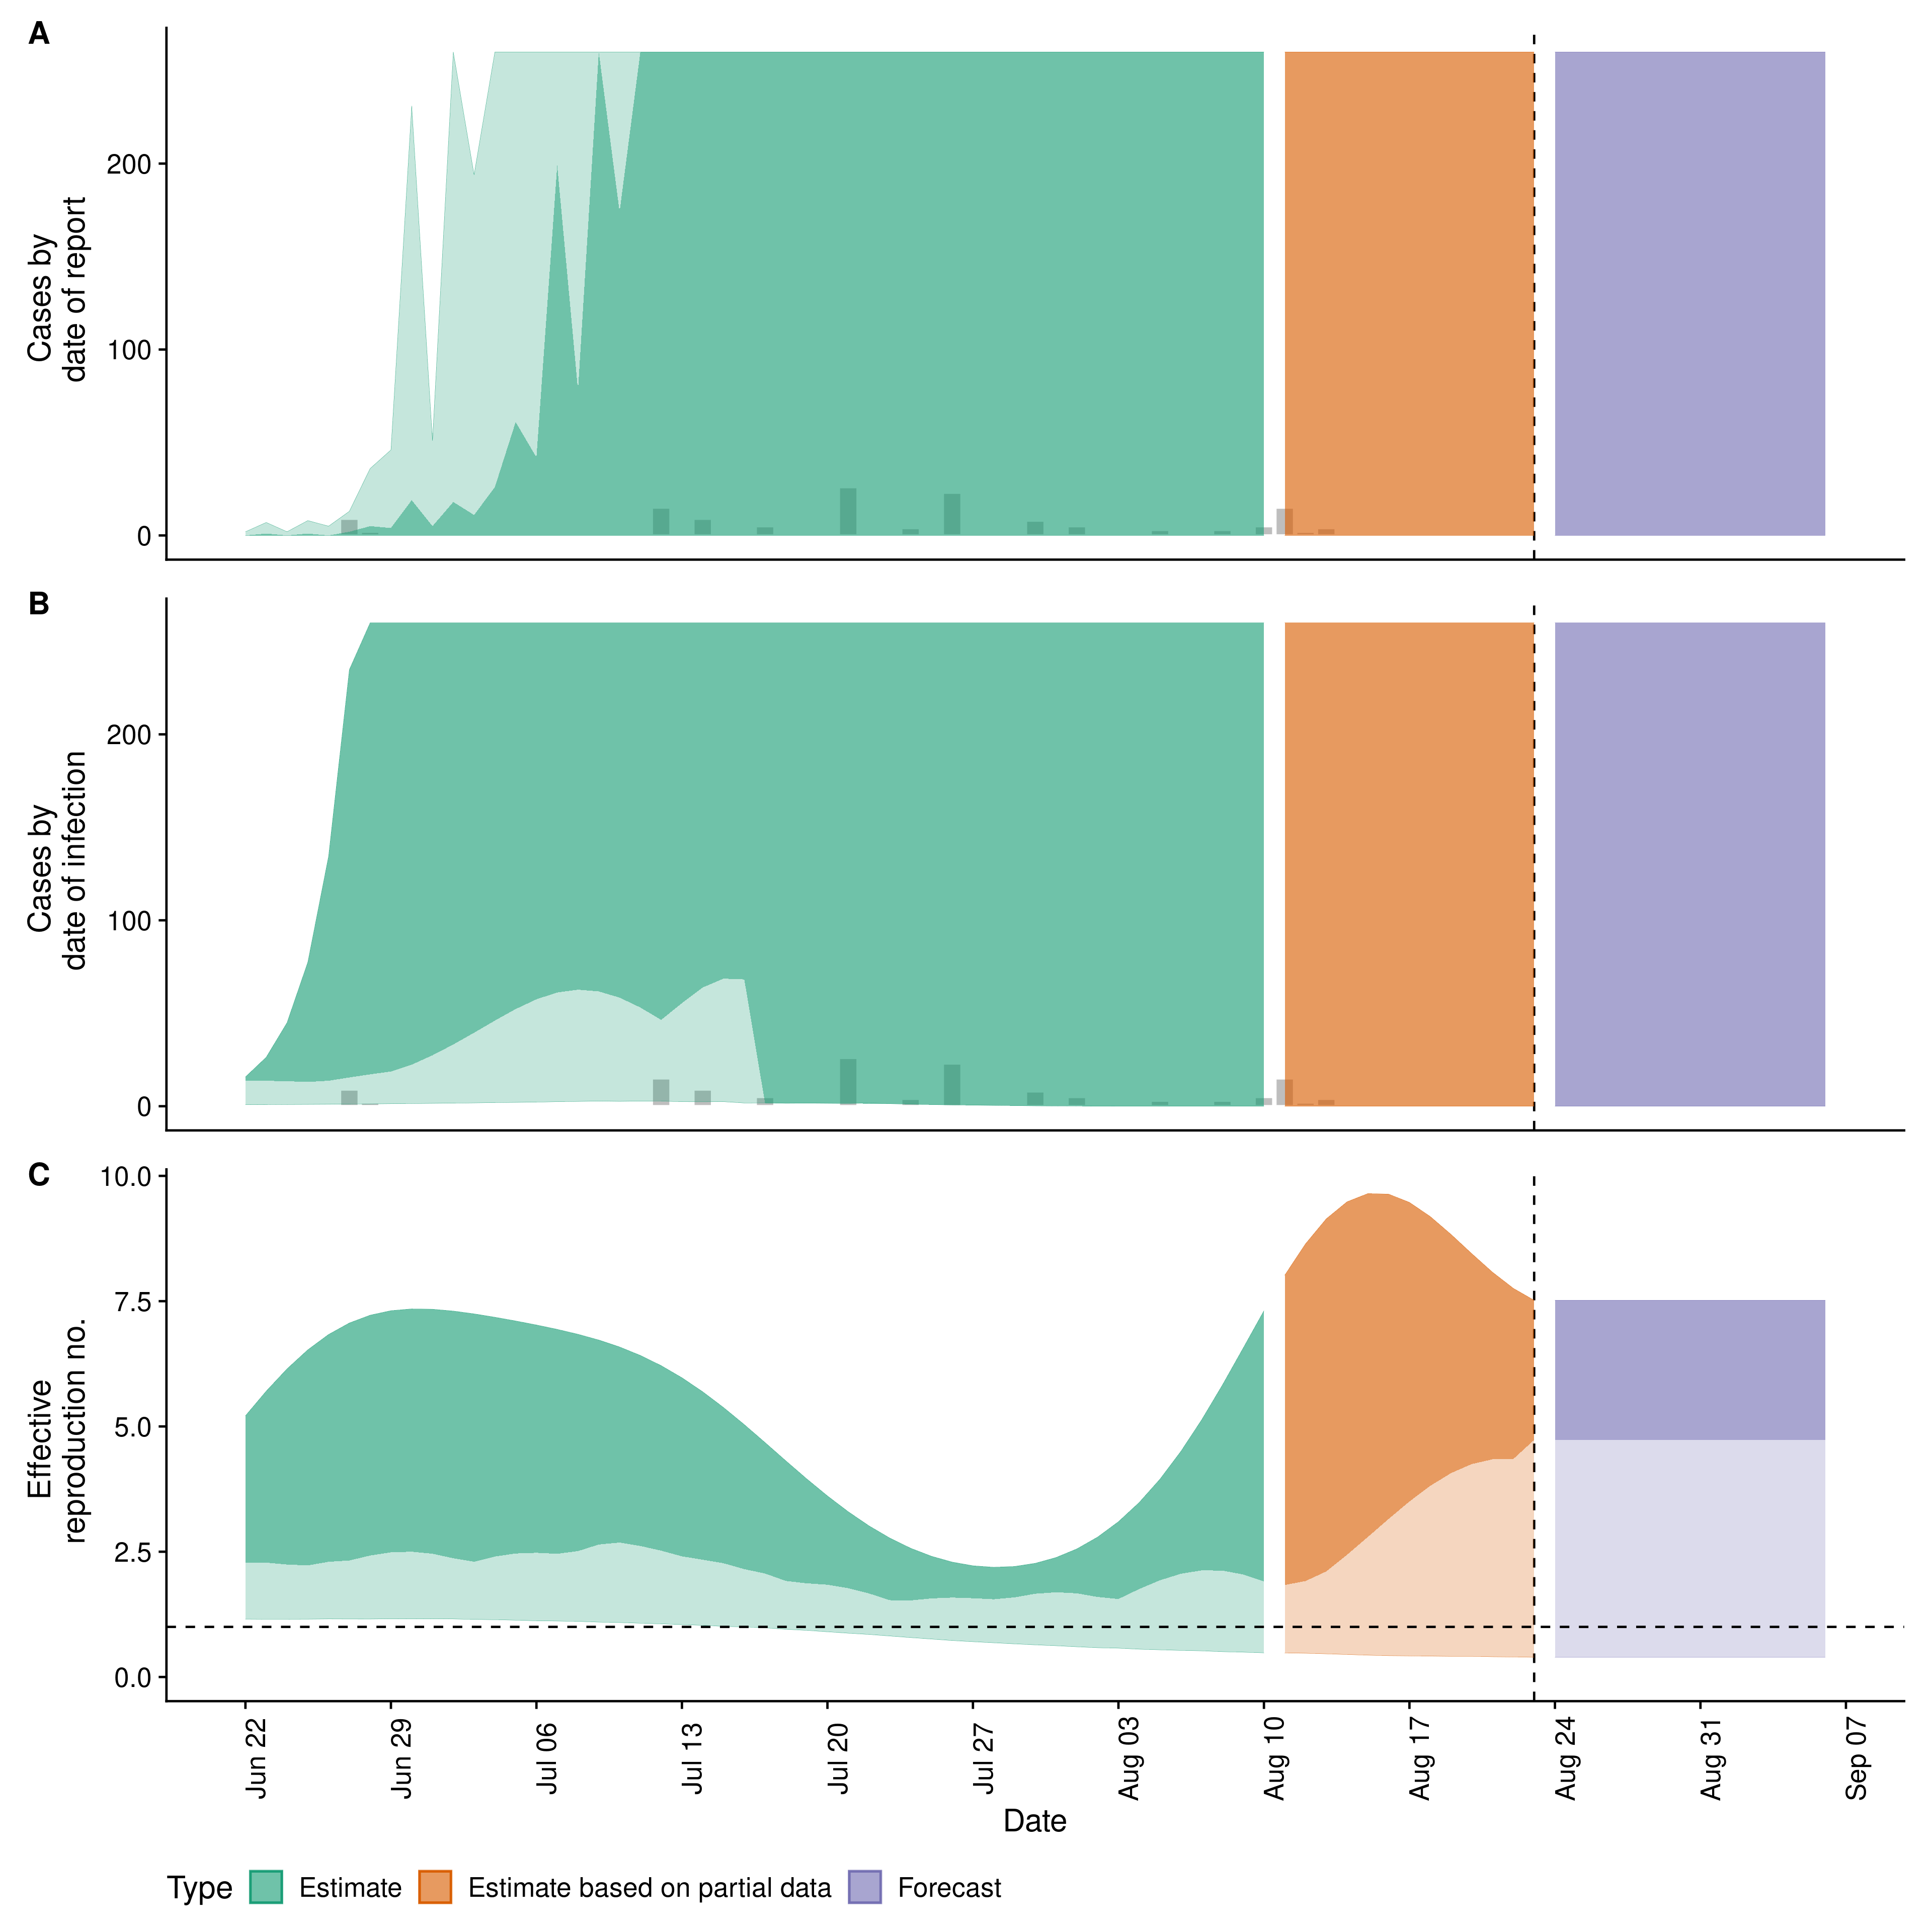 A
Cases by
date of report
200
100
0
B
Cases by
date of infection
200
100
0
C
Effective
reproduction no.
10.0
7.5
5.0
2.5
0.0
Jun 22
Jun 29
Jul 06
Jul 13
Jul 20
Jul 27
Aug 03
Aug 10
Aug 17
Aug 24
Aug 31
Sep 07
Date
Type Estimate Estimate based on partial data Forecast